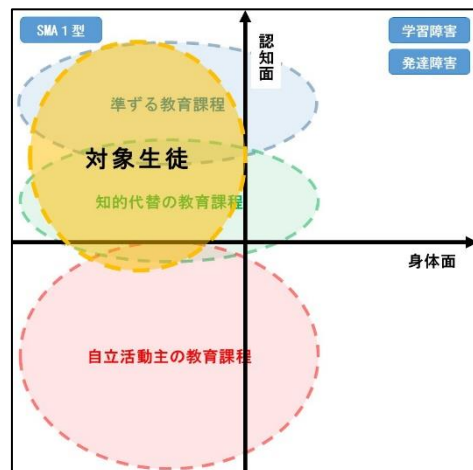 SMA１型
認知面
学習障害
発達障害
準ずる教育課程
対象生徒
知的代替の教育課程
身体面
自立活動主の教育課程